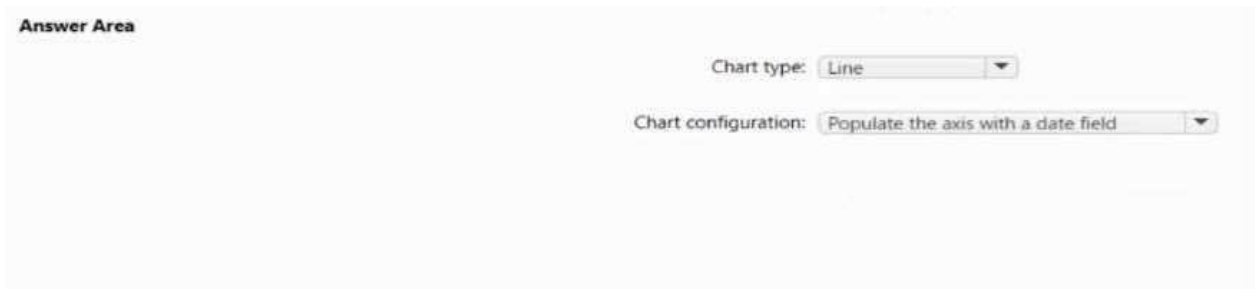 Answer Area
Chart type: Line
Chart configuration: Populate the axis with a date field